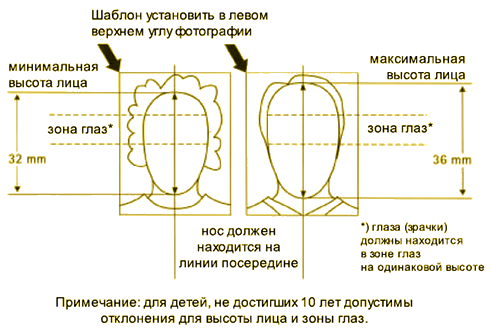 Шаблон установить в левом
верхнем углу фотографии
минимальная
высота лица
максимальная
высота лица
зона глаз*
зона глаз*
32 mm
36 mm
нос должен
находится на
линии посередине
*) глаза (зрачки)
должны находится
в зоне глаз
на одинаковой высоте
Примечание: для детей, не достигших 10 лет допустимы
отклонения для высоты лица и зоны глаз.